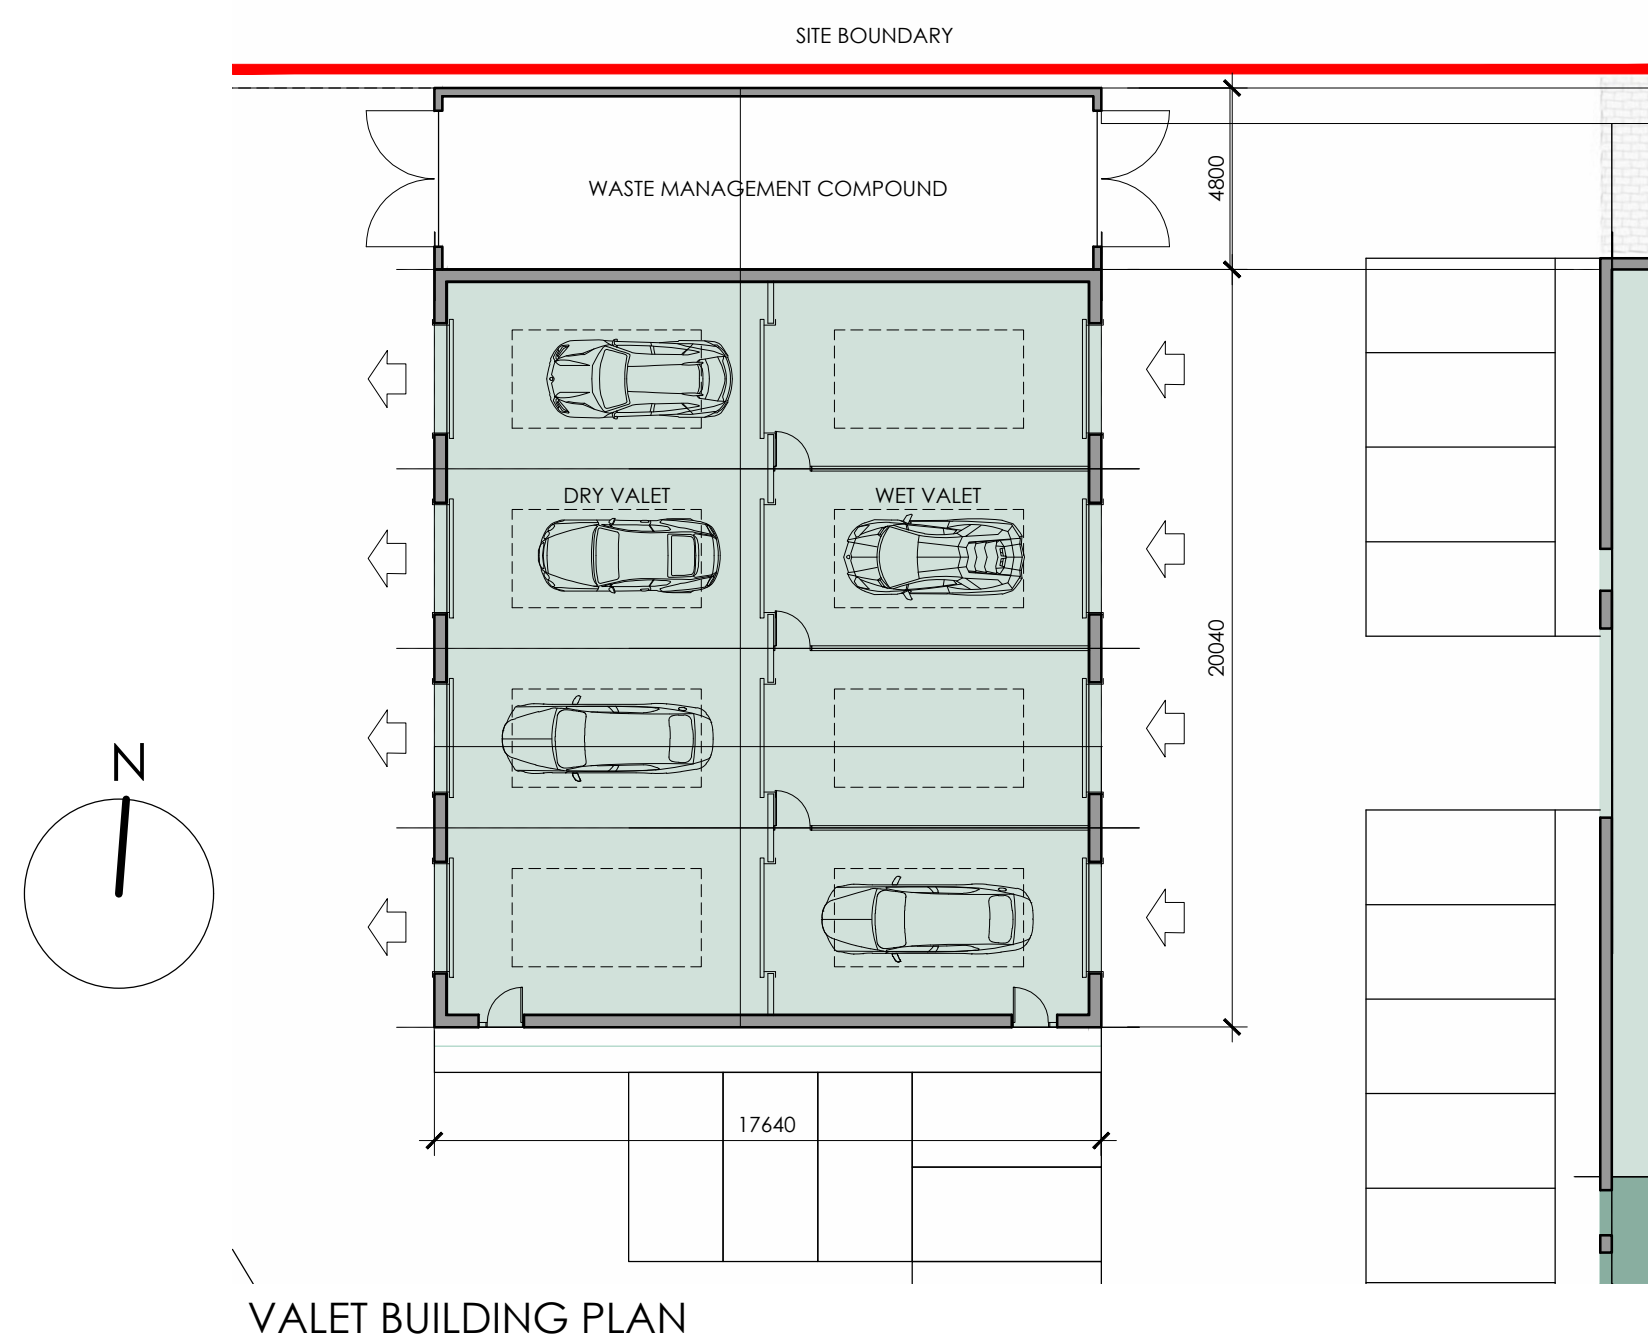 SITE BOUNDARY
WASTE MANAGEMENT COMPOUND
4800
DRY VALET
WET VALET
20040
N
17640
VALET BUILDING PLAN